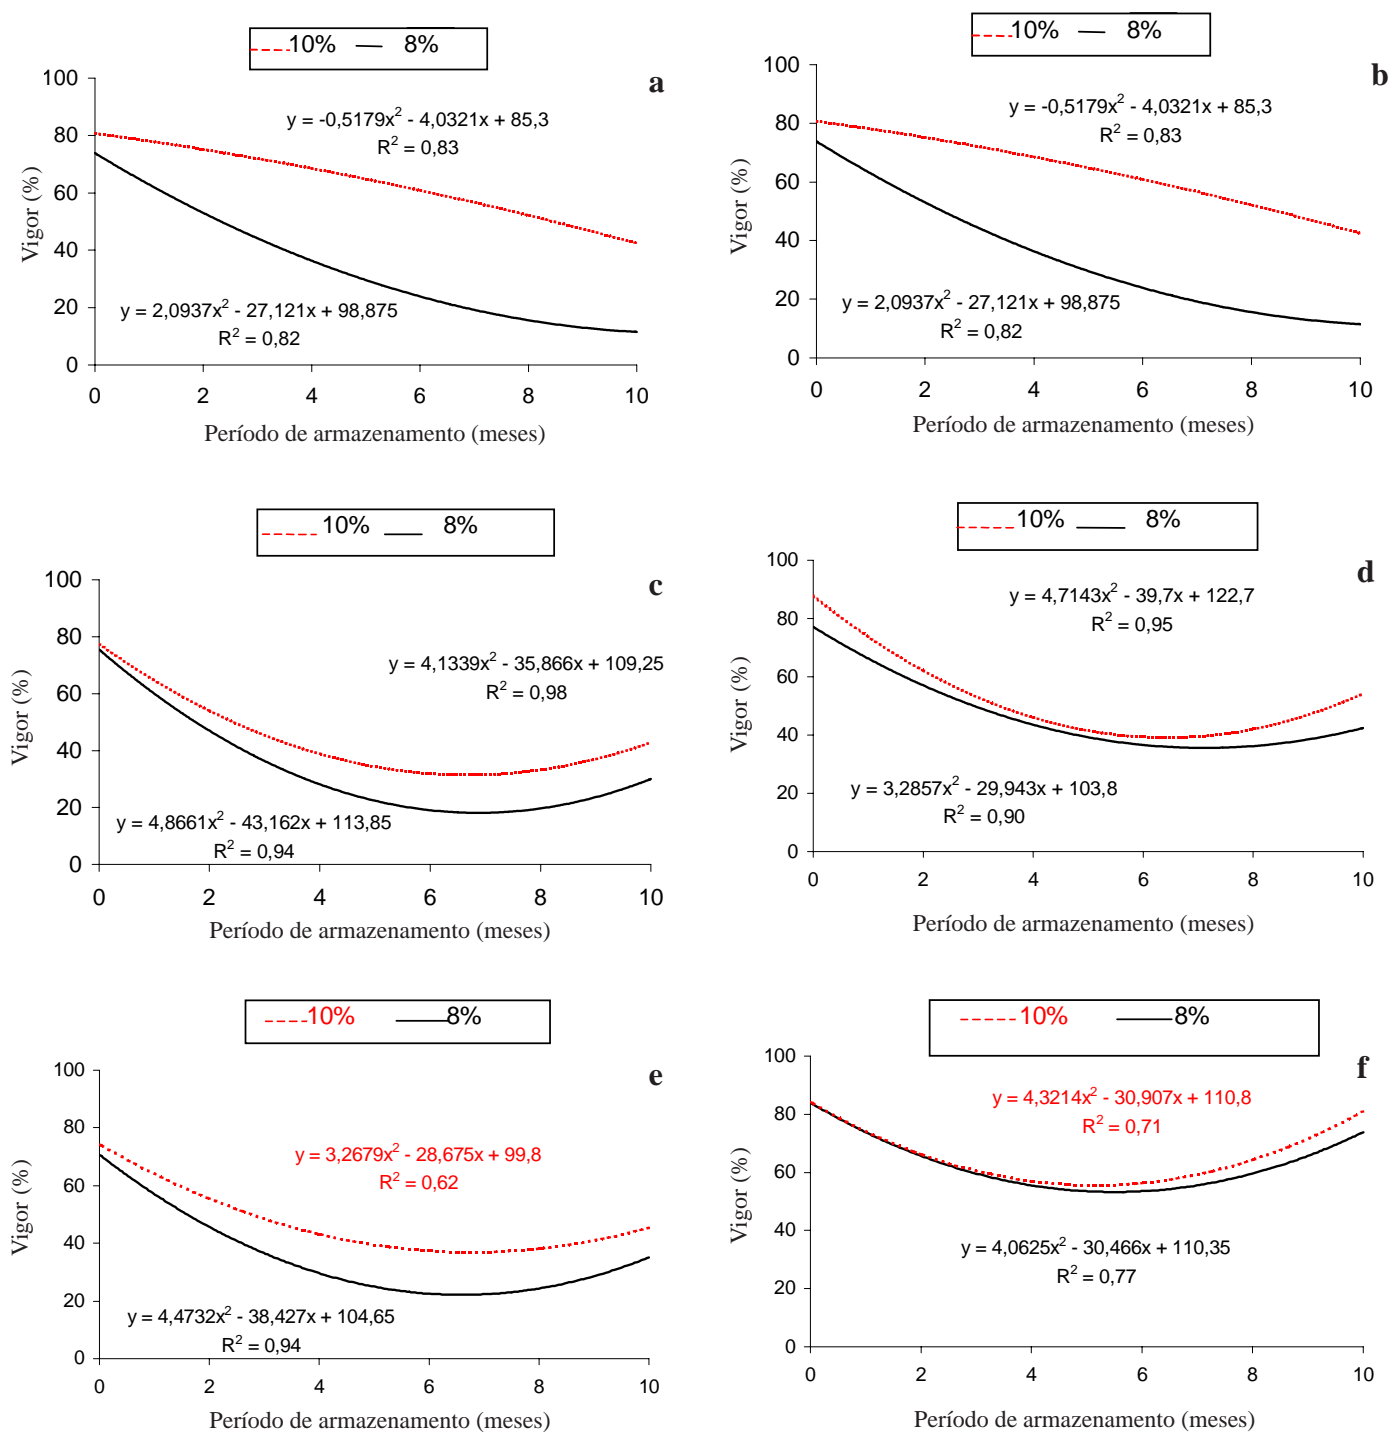 10% 8%
a
100
80
60
40
20
0
Vigor (%)
y = -0,5179x² - 4,0321x + 85,3
R² = 0,83
y = 2,0937x² - 27,121x + 98,875
R² = 0,82
0 2 4 6 8 10
Período de armazenamento (meses)
10% 8%
b
100
80
60
40
20
0
Vigor (%)
y = -0,5179x² - 4,0321x + 85,3
R² = 0,83
y = 2,0937x² - 27,121x + 98,875
R² = 0,82
0 2 4 6 8 10
Período de armazenamento (meses)
10% 8%
c
100
80
60
40
20
0
Vigor (%)
y = 4,1339x² - 35,866x + 109,25
R² = 0,98
y = 4,8661x² - 43,162x + 113,85
R² = 0,94
0 2 4 6 8 10
Período de armazenamento (meses)
10% 8%
d
100
80
60
40
20
0
Vigor (%)
y = 4,7143x² - 39,7x + 122,7
R² = 0,95
y = 3,2857x² - 29,943x + 103,8
R² = 0,90
0 2 4 6 8 10
Período de armazenamento (meses)
10% 8%
e
100
80
60
40
20
0
Vigor (%)
y = 3,2679x² - 28,675x + 99,8
R² = 0,62
y = 4,4732x² - 38,427x + 104,65
R² = 0,94
0 2 4 6 8 10
Período de armazenamento (meses)
10% 8%
f
100
80
60
40
20
0
Vigor (%)
y = 4,3214x² - 30,907x + 110,8
R² = 0,71
y = 4,0625x² - 30,466x + 110,35
R² = 0,77
0 2 4 6 8 10
Período de armazenamento (meses)